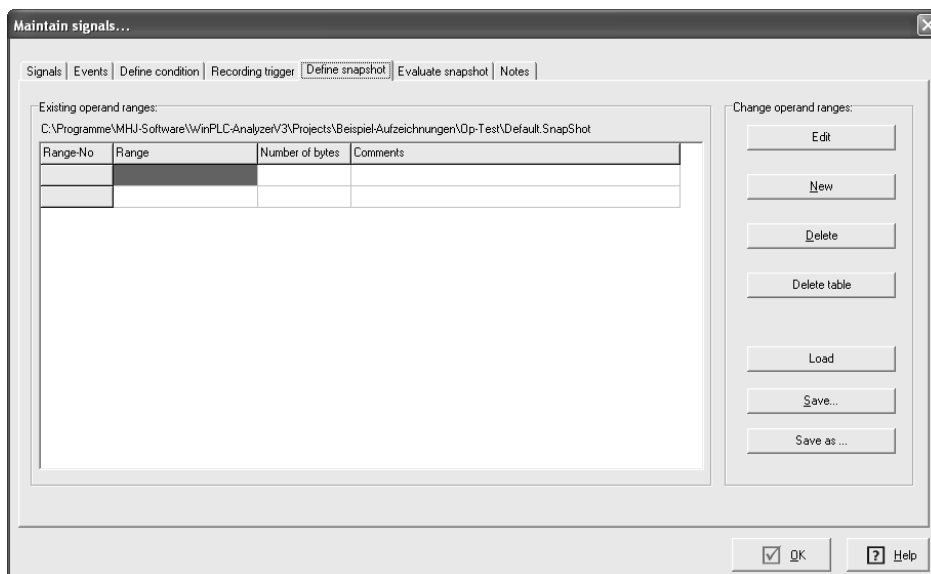 Maintain signals...
Signals Events Define condition Recording trigger Define snapshot Evaluate snapshot Notes
Existing operand ranges:
C:\Programme\MHJ-Software\WinPLC-AnalyzerV3\Projects\Beispiel-Aufzeichnungen\Op-Test\Default.SnapShot
Range-No Range Number of bytes Comments
Change operand ranges:
Edit
New
Delete
Delete table
Load
Save...
Save as ...
OK ? Help